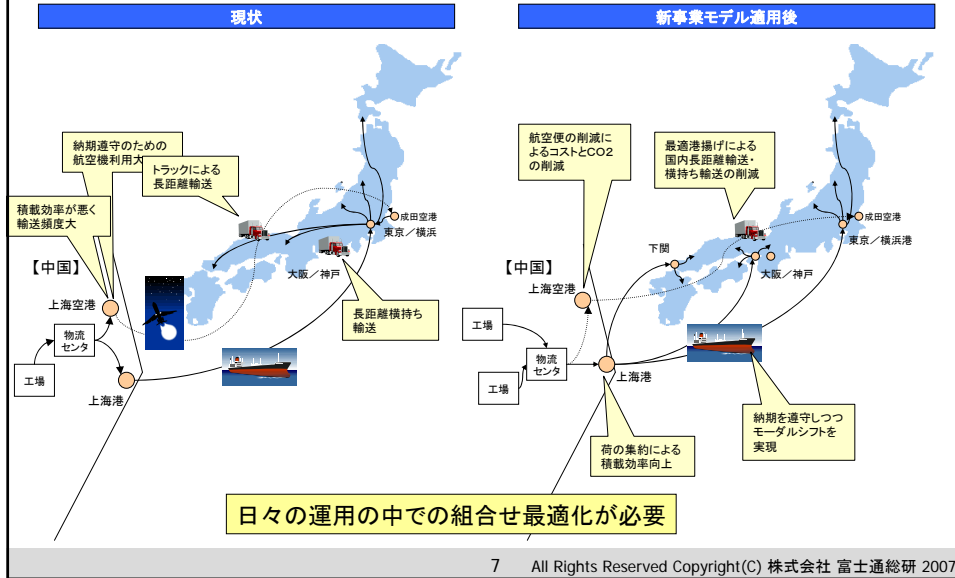 現状
納期遵守のための
航空機利用大
トラックによる
長距離輸送
積載効率が悪く
輸送頻度大
【中国】
上海空港
物流
センタ
工場
上海港
成田空港
東京／横浜
大阪／神戸
長距離横持ち
輸送
新事業モデル適用後
航空便の削減に
よるコストとCO2
の削減
最適港揚げによる
国内長距離輸送・
横持ち輸送の削減
成田空港
東京／横浜港
下関
大阪／神戸
【中国】
上海空港
工場
物流
センタ
工場
上海港
荷の集約による
積載効率向上
納期を遵守しつつ
モーダルシフトを
実現
日々の運用の中での組合せ最適化が必要
7 All Rights Reserved Copyright(C) 株式会社 富士通総研 2007